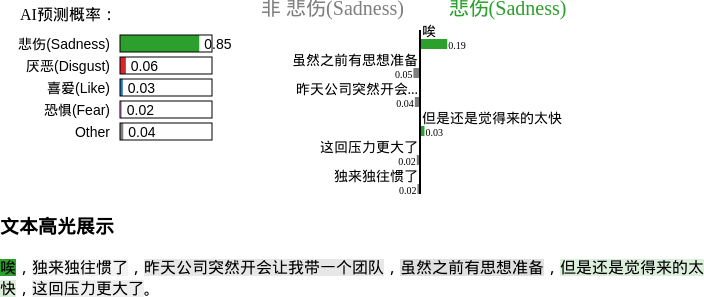 AI预测概率：
悲伤(Sadness) 0.85
厌恶(Disgust) 0.06
喜爱(Like) 0.03
恐惧(Fear) 0.02
Other 0.04
非 悲伤(Sadness) 悲伤(Sadness)
唉
0.19
虽然之前有思想准备
0.05
昨天公司突然开会...
0.04
但是还是觉得来的太快
0.03
这回压力更大了
0.02
独来独往惯了
0.02
文本高光展示
唉，独来独往惯了，昨天公司突然开会让我带一个团队，虽然之前有思想准备，但是还是觉得来的太
快，这回压力更大了。